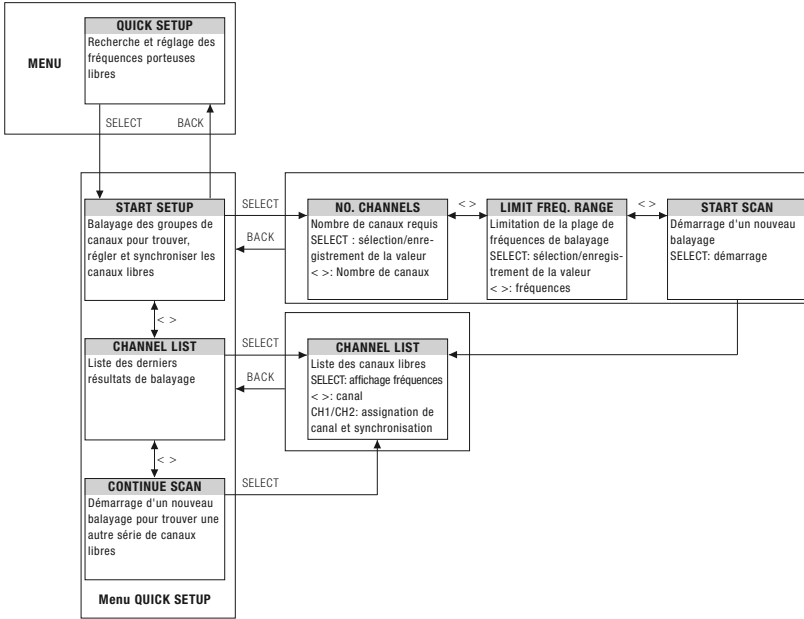 QUICK SETUP
Recherche et réglage des
fréquences porteuses
libres
MENU
SELECT
BACK
START SETUP
Balayage des groupes de
canaux pour trouver,
régler et synchroniser les
canaux libres
SELECT
BACK
NO. CHANNELS
Nombre de canaux requis
SELECT : sélection/enre-
gistrement de la valeur
< >: Nombre de canaux
< >
LIMIT FREQ. RANGE
Limitation de la plage de
fréquences de balayage
SELECT: sélection/enregis-
trement de la valeur
< >: fréquences
< >
START SCAN
Démarrage d'un nouveau
balayage
SELECT: démarrage
< >
CHANNEL LIST
Liste des derniers
résultats de balayage
SELECT
BACK
CHANNEL LIST
Liste des canaux libres
SELECT: affichage fréquences
< >: canal
CH1/CH2: assignation de
canal et synchronisation
< >
CONTINUE SCAN
Démarrage d'un nouveau
balayage pour trouver une
autre série de canaux
libres
SELECT
Menu QUICK SETUP